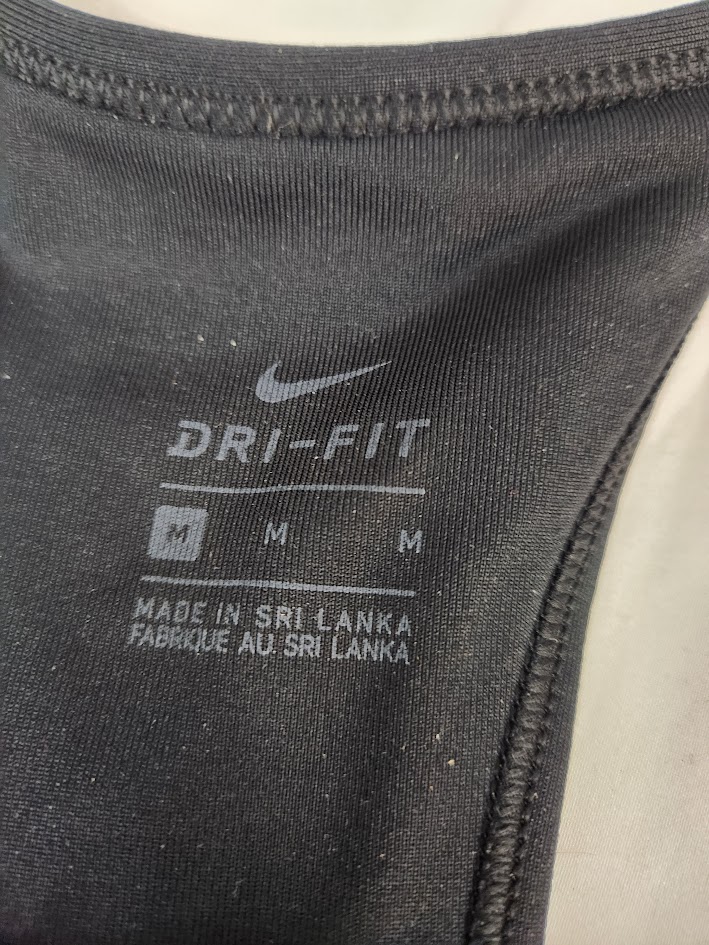 DRI-FIT
M M M
MADE IN SRI LANKA
FABRIQUE AU SRI LANKA